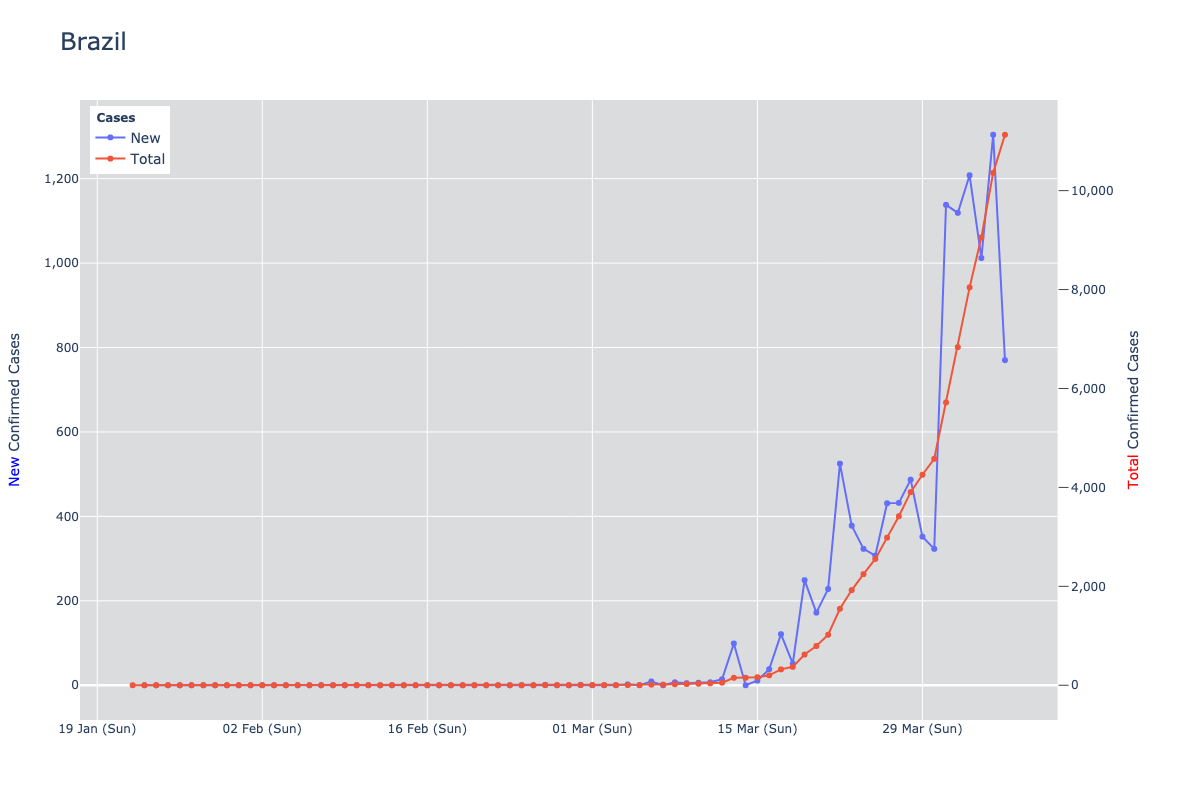 Brazil
Cases
New
Total
1,200
1,000
800
600
400
200
0
10,000
8,000
6,000
4,000
2,000
0
New Confirmed Cases
Total Confirmed Cases
19 Jan (Sun)
02 Feb (Sun)
16 Feb (Sun)
01 Mar (Sun)
15 Mar (Sun)
29 Mar (Sun)